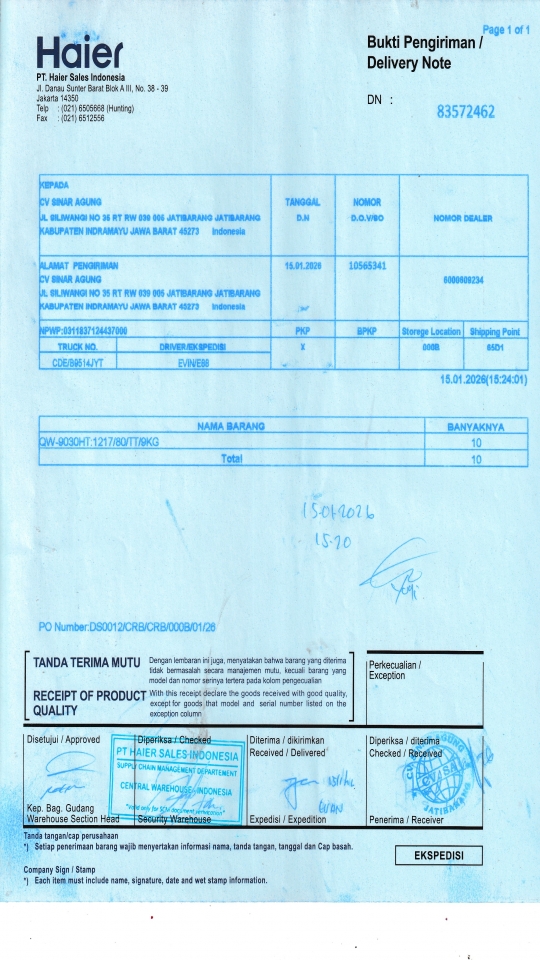 Page 1 of 1
Haier
Bukti Pengiriman /
Delivery Note
PT. Haier Sales Indonesia
Jl. Danau Sunter Barat Blok A III, No. 38 - 39
Jakarta 14350
Telp : (021) 6505668 (Hunting)
Fax : (021) 6512556
DN :
83572462
KEPADA
CV SINAR AGUNG
JL SILIWANGI NO 35 RT RW 030 005 JATIBARANG JATIBARANG
KABUPATEN INDRAMAYU JAWA BARAT 45273 Indonesia
TANGGAL
D.N
NOMOR
D.O.V/SO
NOMOR DEALER
ALAMAT PENGIRIMAN
CV SINAR AGUNG
JL SILIWANGI NO 35 RT RW 030 005 JATIBARANG JATIBARANG
KABUPATEN INDRAMAYU JAWA BARAT 45273 Indonesia
15.01.2026
10565341
NPWP:0311837124437000
PKP
BPKP
Storege Location
Shipping Point
TRUCK NO.
DRIVER/EKSPEDISI
X
000B
65D1
CDE/B9514JYT
15.01.2026(15:24:01)
NAMA BARANG
BANYAKNYA
QW-9030HT:1217/80/TT/9KG
10
Total
10
15-01-2026
15.20
Yogi
PO Number:DS0012/CRB/CRB/000B/01/26
TANDA TERIMA MUTU
Dengan lembaran ini juga, menyatakan bahwa barang yang diterima
tidak bermasalah secara manajemen mutu, kecuali barang yang
model dan nomor serinya tertera pada kolom pengecualian
RECEIPT OF PRODUCT
QUALITY
With this receipt declare the goods received with good quality,
except for goods that model and serial number listed on the
exception column
Perkecualian /
Exception
Disetujui / Approved
Diperiksa / Checked
Diterima / dikirimkan
Received / Delivered
Diperiksa / diterima
Checked / Received
PT HAIER SALES INDONESIA
SUPPLY CHAIN MANAGEMENT DEPARTEMENT
CENTRAL WAREHOUSE - INDONESIA
Kep. Bag. Gudang
Warehouse Section Head
Security Warehouse
Expedisi / Expedition
Penerima / Receiver
Tanda tangan/cap perusahaan
*) Setiap penerimaan barang wajib menyertakan informasi nama, tanda tangan, tanggal dan Cap basah.
EKSPEDISI
Company Sign / Stamp
*) Each item must include name, signature, date and wet stamp information.